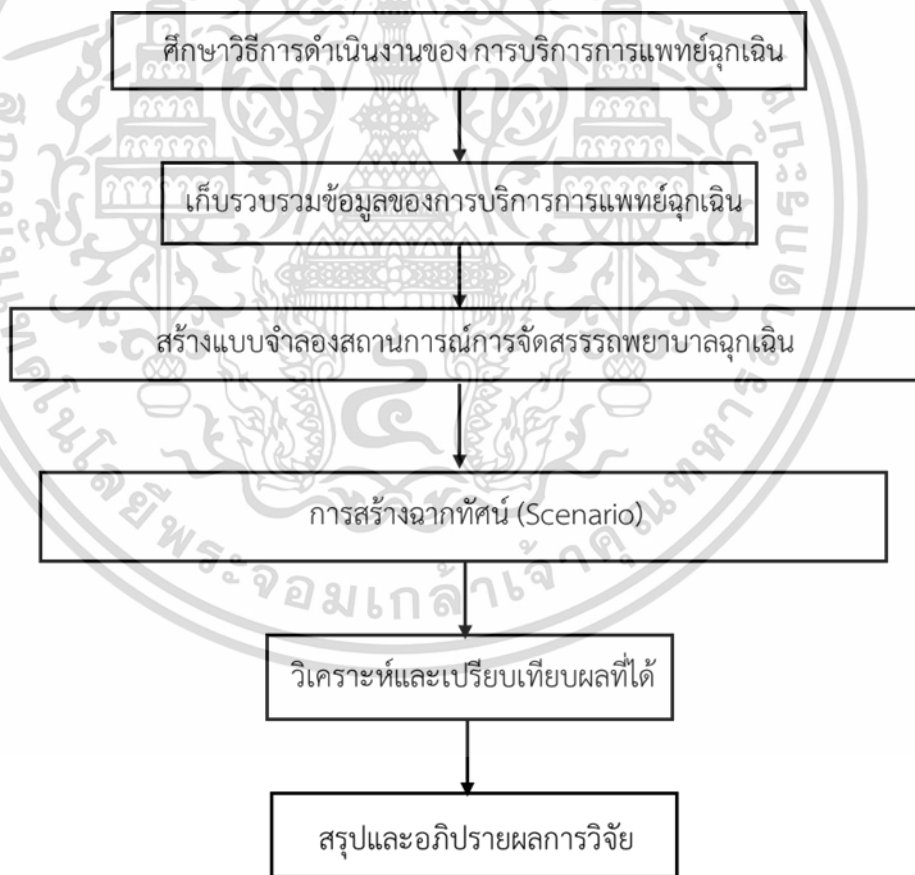 ศึกษาวิธีการดำเนินงานของ การบริการการแพทย์ฉุกเฉิน
เก็บรวบรวมข้อมูลของการบริการการแพทย์ฉุกเฉิน
สร้างแบบจำลองสถานการณ์การจัดสรรรถพยาบาลฉุกเฉิน
การสร้างฉากทัศน์ (Scenario)
วิเคราะห์และเปรียบเทียบผลที่ได้
สรุปและอภิปรายผลการวิจัย